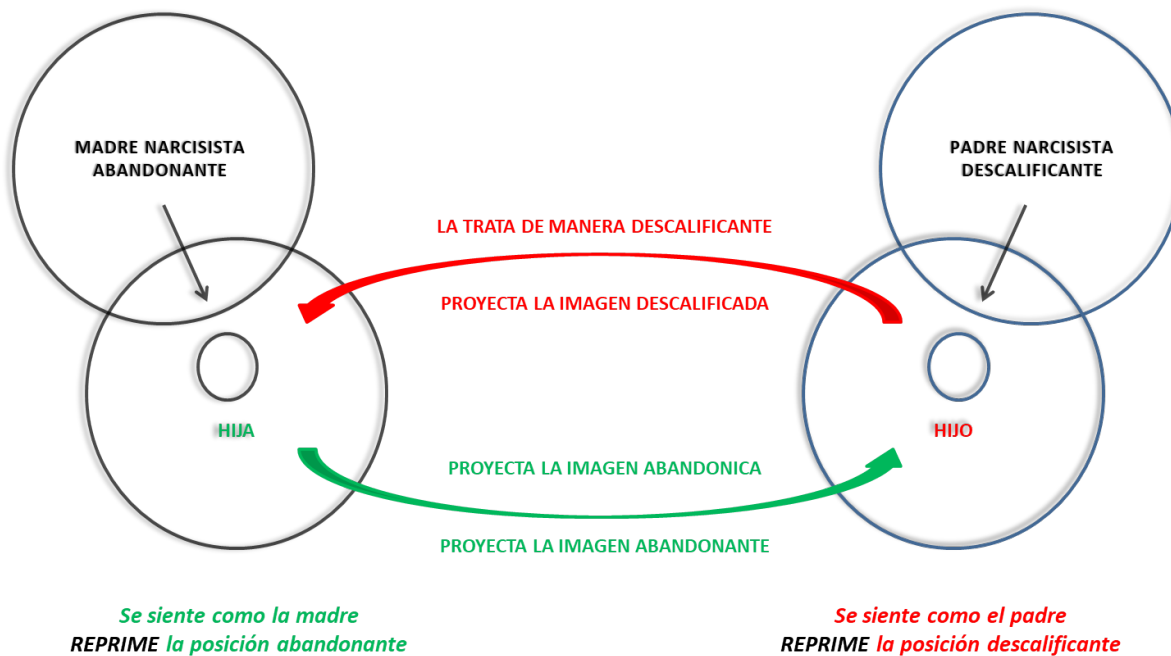 MADRE NARCISISTA
ABANDONANTE
PADRE NARCISISTA
DESCALIFICANTE
LA TRATA DE MANERA DESCALIFICANTE
PROYECTA LA IMAGEN DESCALIFICADA
HIJA
HIJO
PROYECTA LA IMAGEN ABANDONICA
PROYECTA LA IMAGEN ABANDONANTE
Se siente como la madre
REPRIME la posición abandonante
Se siente como el padre
REPRIME la posición descalificante